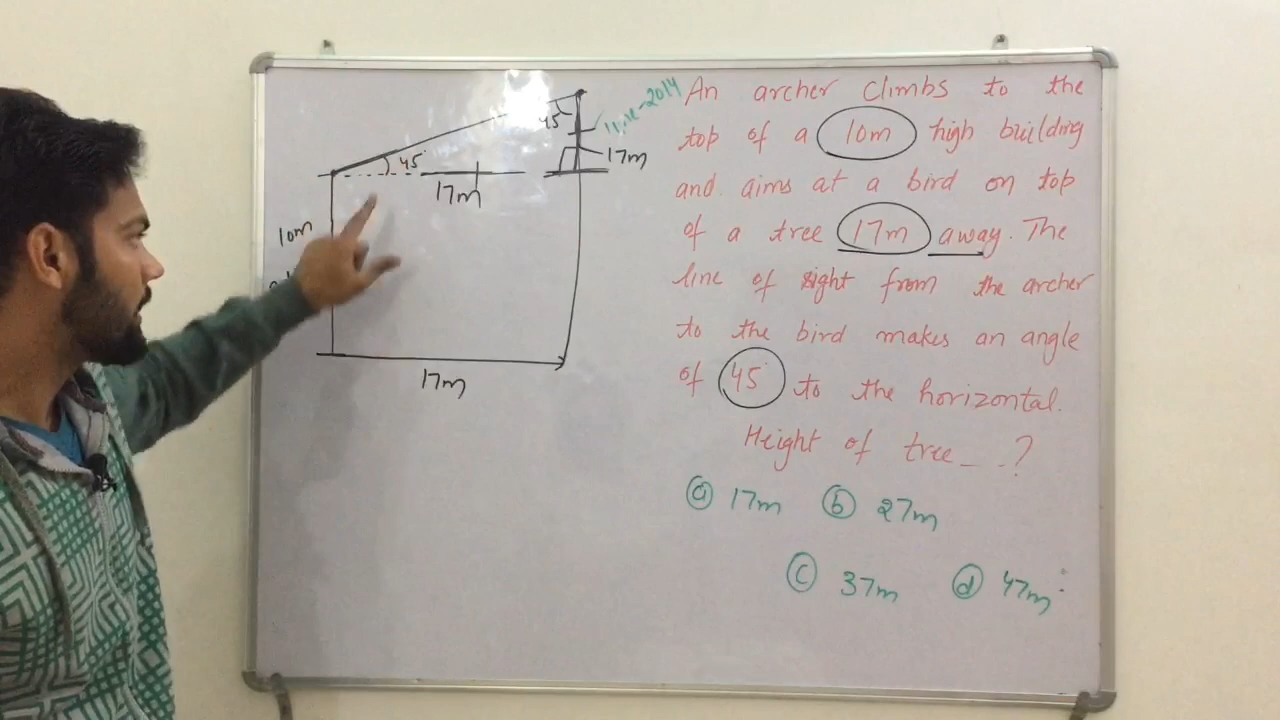 An archer climbs to the
top of a 10m high building
and aims at a bird on top
of a tree 17m away. The
line of sight from the archer
to the bird makes an angle
of 45° to the horizontal.
Height of tree _ _ . ?
ⓐ 17m ⓑ 27m
ⓒ 37m ⓓ 47m
45
2014
45
17m
17m
10m
17m